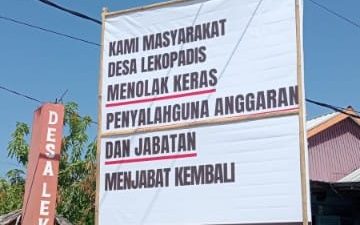 KAMI MASYARAKAT
DESA LEKOPADIS
MENOLAK KERAS
PENYALAHGUNA ANGGARAN
DAN JABATAN
MENJABAT KEMBALI
DESA LEK